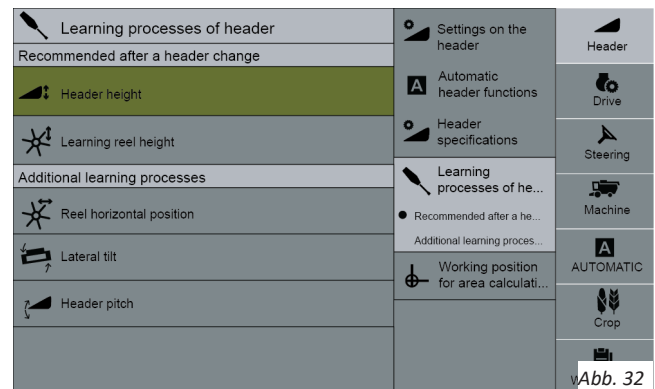 Learning processes of header
Recommended after a header change
Header height
Learning reel height
Additional learning processes
Reel horizontal position
Lateral tilt
Header pitch
Settings on the
header
A
Automatic
header functions
Header
specifications
Learning
processes of he...
Recommended after a he...
Additional learning proces...
Working position
for area calculati...
Header
Drive
Steering
Machine
A
AUTOMATIC
Crop
Abb. 32